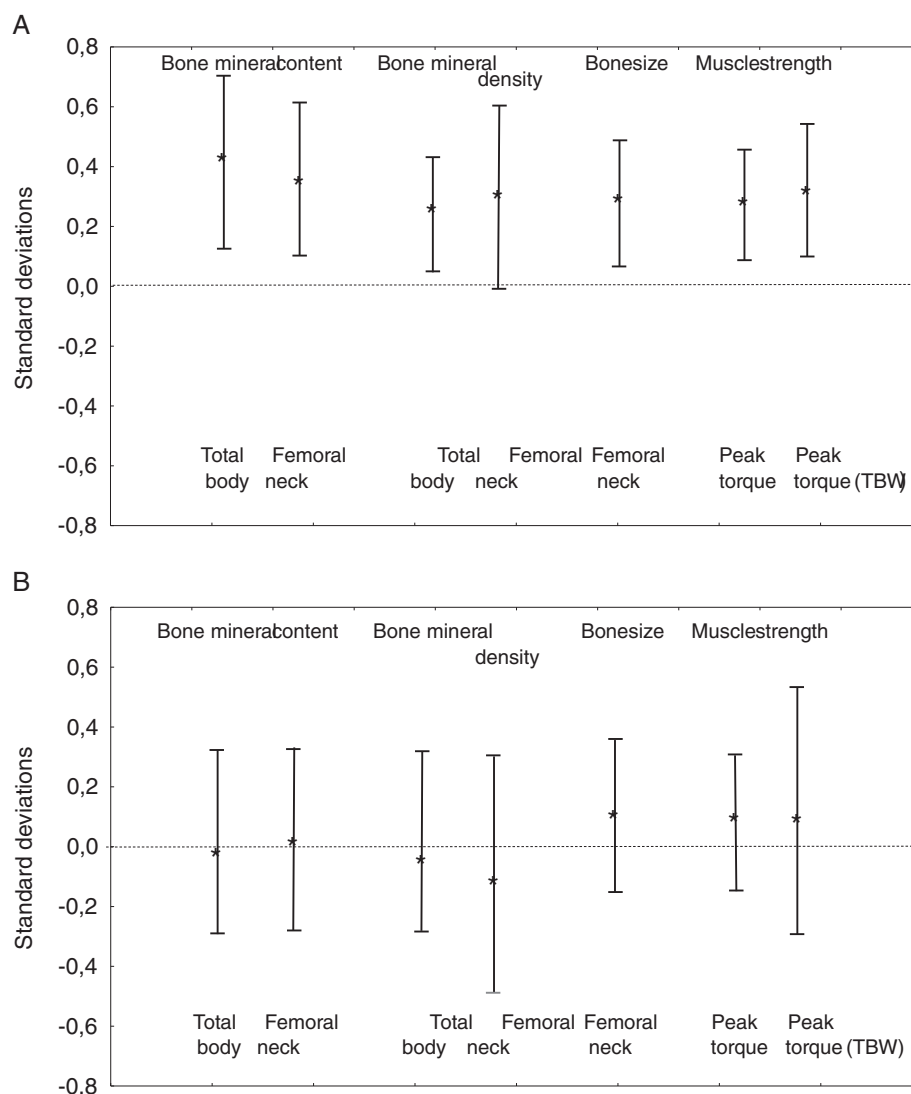 A
0,8
Bone mineralcontent Bone mineral Bonesize Musclestrength
density
0,6
0,4
0,2
0,0
-0,2
-0,4
-0,6
-0,8
Standard deviations
Total Femoral Total Femoral Femoral Peak Peak
body neck body neck neck torque torque (TBW)
B
0,8
Bone mineralcontent Bone mineral Bonesize Musclestrength
density
0,6
0,4
0,2
0,0
-0,2
-0,4
-0,6
-0,8
Standard deviations
Total Femoral Total Femoral Femoral Peak Peak
body neck body neck neck torque torque (TBW)